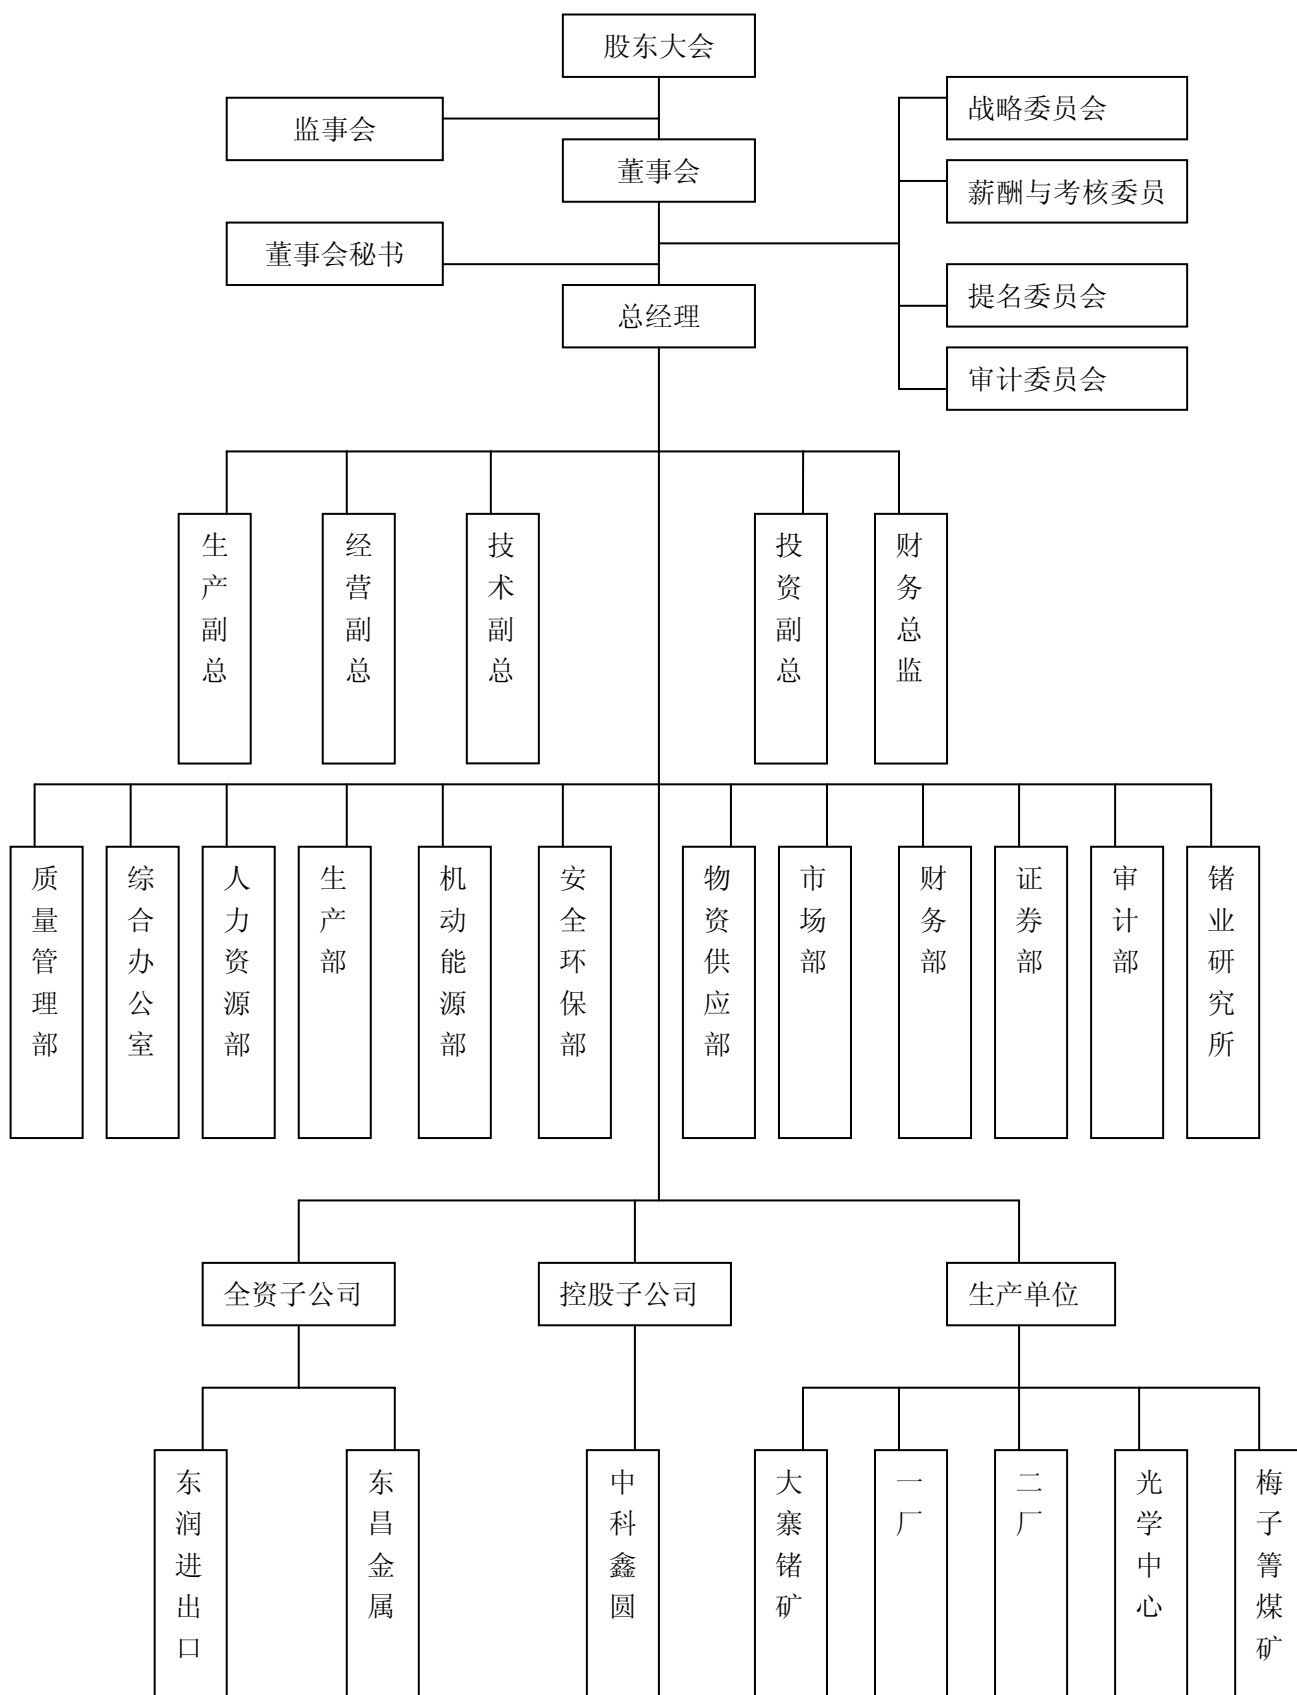 股东大会
监事会
战略委员会
董事会
薪酬与考核委员
董事会秘书
提名委员会
总经理
审计委员会
生产副总
经营副总
技术副总
投资副总
财务总监
质量管理部
综合办公室
人力资源部
生产部
机动能源部
安全环保部
物资供应部
市场部
财务部
证券部
审计部
锗业研究所
全资子公司
控股子公司
生产单位
东润进出口
东昌金属
中科鑫圆
大寨锗矿
一厂
二厂
光学中心
梅子箐煤矿